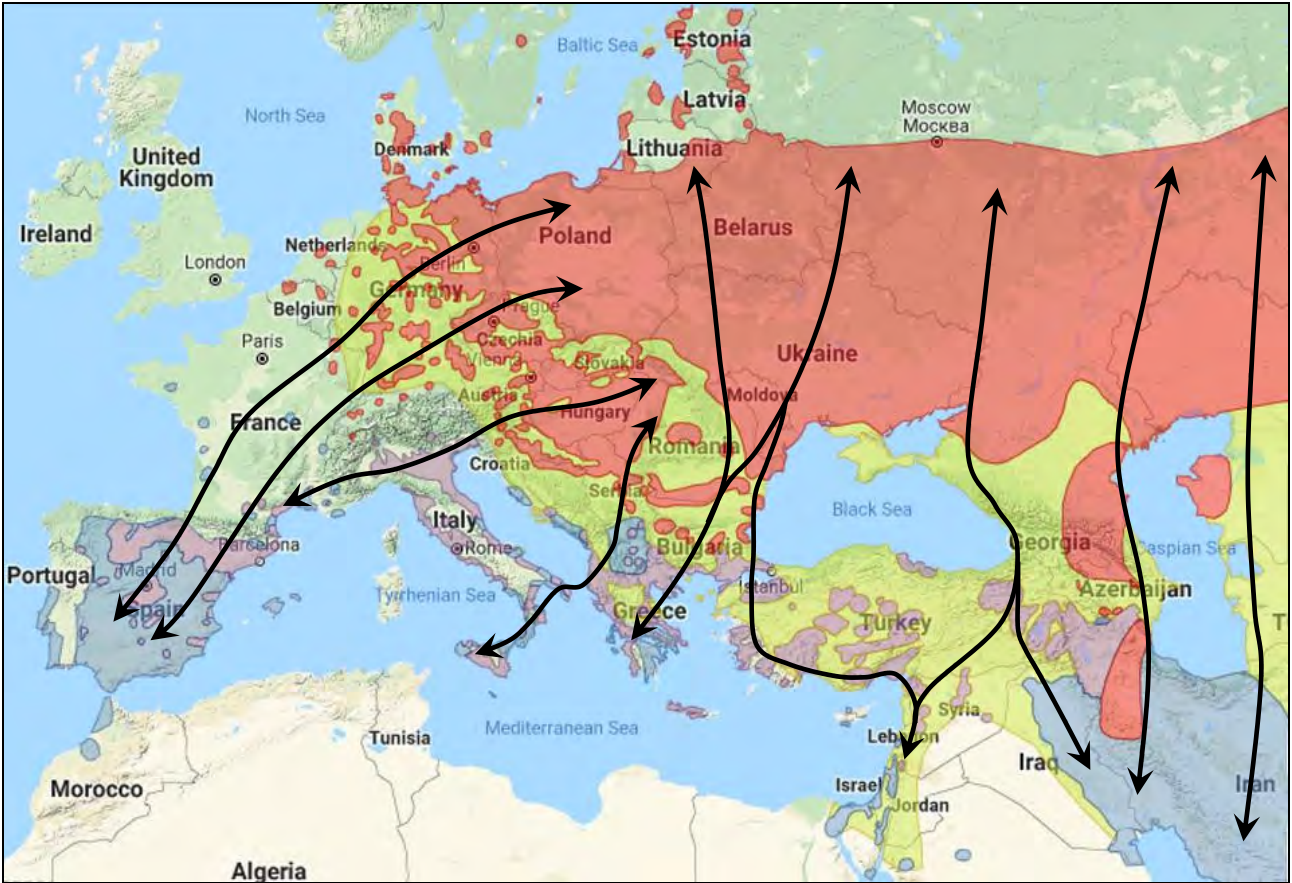 Baltic Sea
Estonia
North Sea
Latvia
Moscow
Москва
Denmark
Lithuania
United
Kingdom
Ireland
Netherlands
Poland
Belarus
London
Berlin
Germany
Belgium
Prague
Paris
Czechia
Vienna
Slovakia
Ukraine
Austria
Moldova
France
Hungary
Romania
Croatia
Serbia
Italy
Black Sea
Barcelona
Rome
Bulgaria
Georgia
Caspian Sea
Portugal
Madrid
Spain
Tyrrhenian Sea
Istanbul
Azerbaijan
Greece
Turkey
T
Mediterranean Sea
Syria
Tunisia
Lebanon
Iraq
Morocco
Israel
Iran
Jordan
Algeria